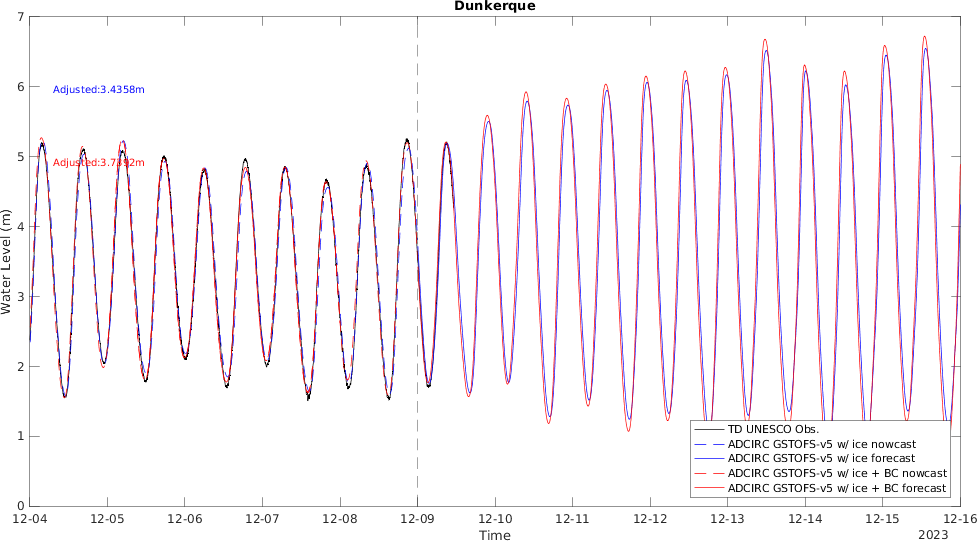 Dunkerque
7
6
5
4
3
2
1
0
Water Level (m)
Adjusted:3.4358m
TD UNESCO Obs.
ADCIRC GSTOFS-v5 w/ ice nowcast
ADCIRC GSTOFS-v5 w/ ice forecast
ADCIRC GSTOFS-v5 w/ ice + BC nowcast
ADCIRC GSTOFS-v5 w/ ice + BC forecast
12-04 12-05 12-06 12-07 12-08 12-09 12-10 12-11 12-12 12-13 12-14 12-15 12-16
Time
2023